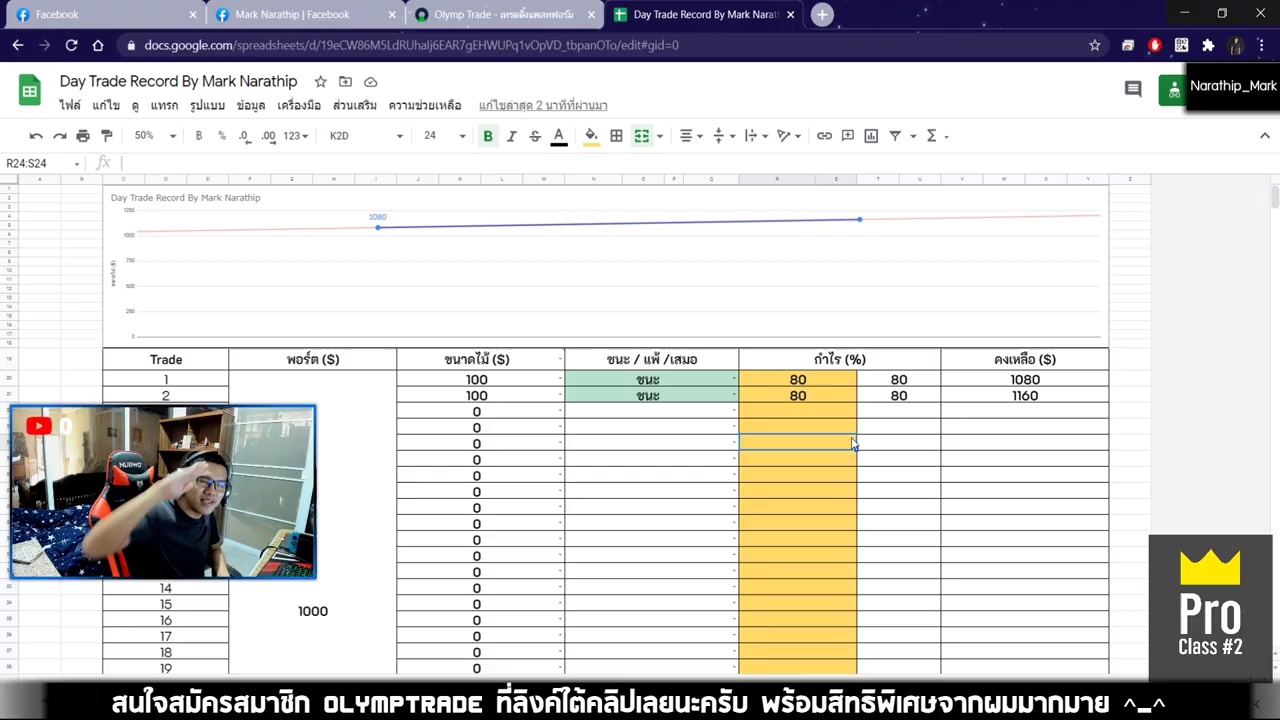 Facebook
Mark Narathip | Facebook
Olymp Trade - เทรดดิ้งแพลทฟอร์ม
Day Trade Record By Mark Narat
docs.google.com/spreadsheets/d/19eCW86M5LdRUhaIj6EAR7gEHWUPq1vOpVD_tbpanOTo/edit#gid=0
Day Trade Record By Mark Narathip
Narathip_Mark
ไฟล์ แก้ไข ดู แทรก รูปแบบ ข้อมูล เครื่องมือ ส่วนเสริม ความช่วยเหลือ แก้ไขล่าสุด 2 นาทีที่ผ่านมา
50% ฿ % .0 .00 123 K2D 24 B I S A
R24:S24 fx
Day Trade Record By Mark Narathip
1250
1080
1000
750
500
250
0
Trade พอร์ต ($) ขนาดไม้ ($) ชนะ / แพ้ /เสมอ กำไร (%) คงเหลือ ($)
1 100 ชนะ 80 80 1080
2 100 ชนะ 80 80 1160
0
0
0
0
0
0
0
0
0
0
0
14 0
15 0
1000
16 0
17 0
18 0
19 0
NUBWO
0
Pro
Class #2
สนใจสมัครสมาชิก OLYMPTRADE ที่ลิงค์ใต้คลิปเลยนะครับ พร้อมสิทธิพิเศษจากผมมากมาย ^_^